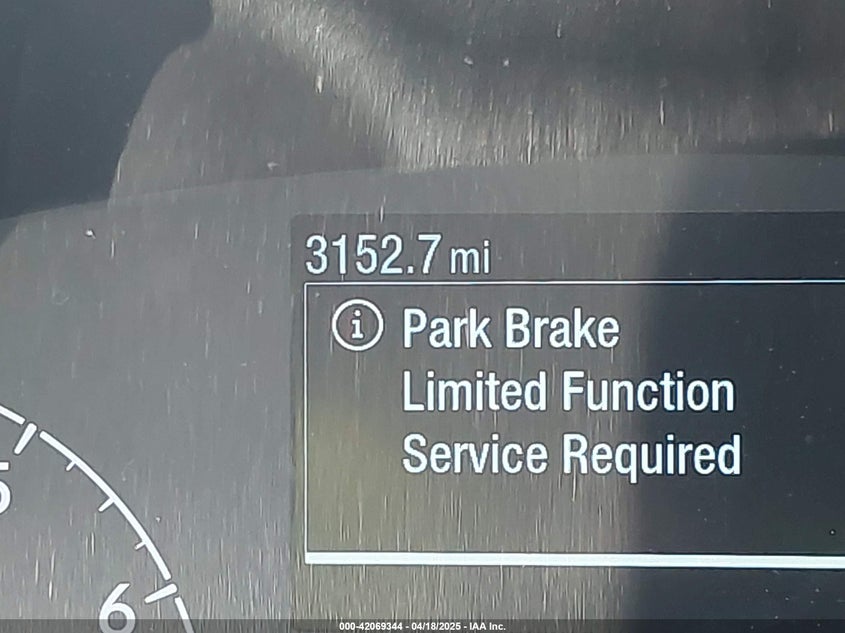 3152.7 mi
i Park Brake
Limited Function
Service Required
5
6
000-42069344 - 04/18/2025 - IAA Inc.